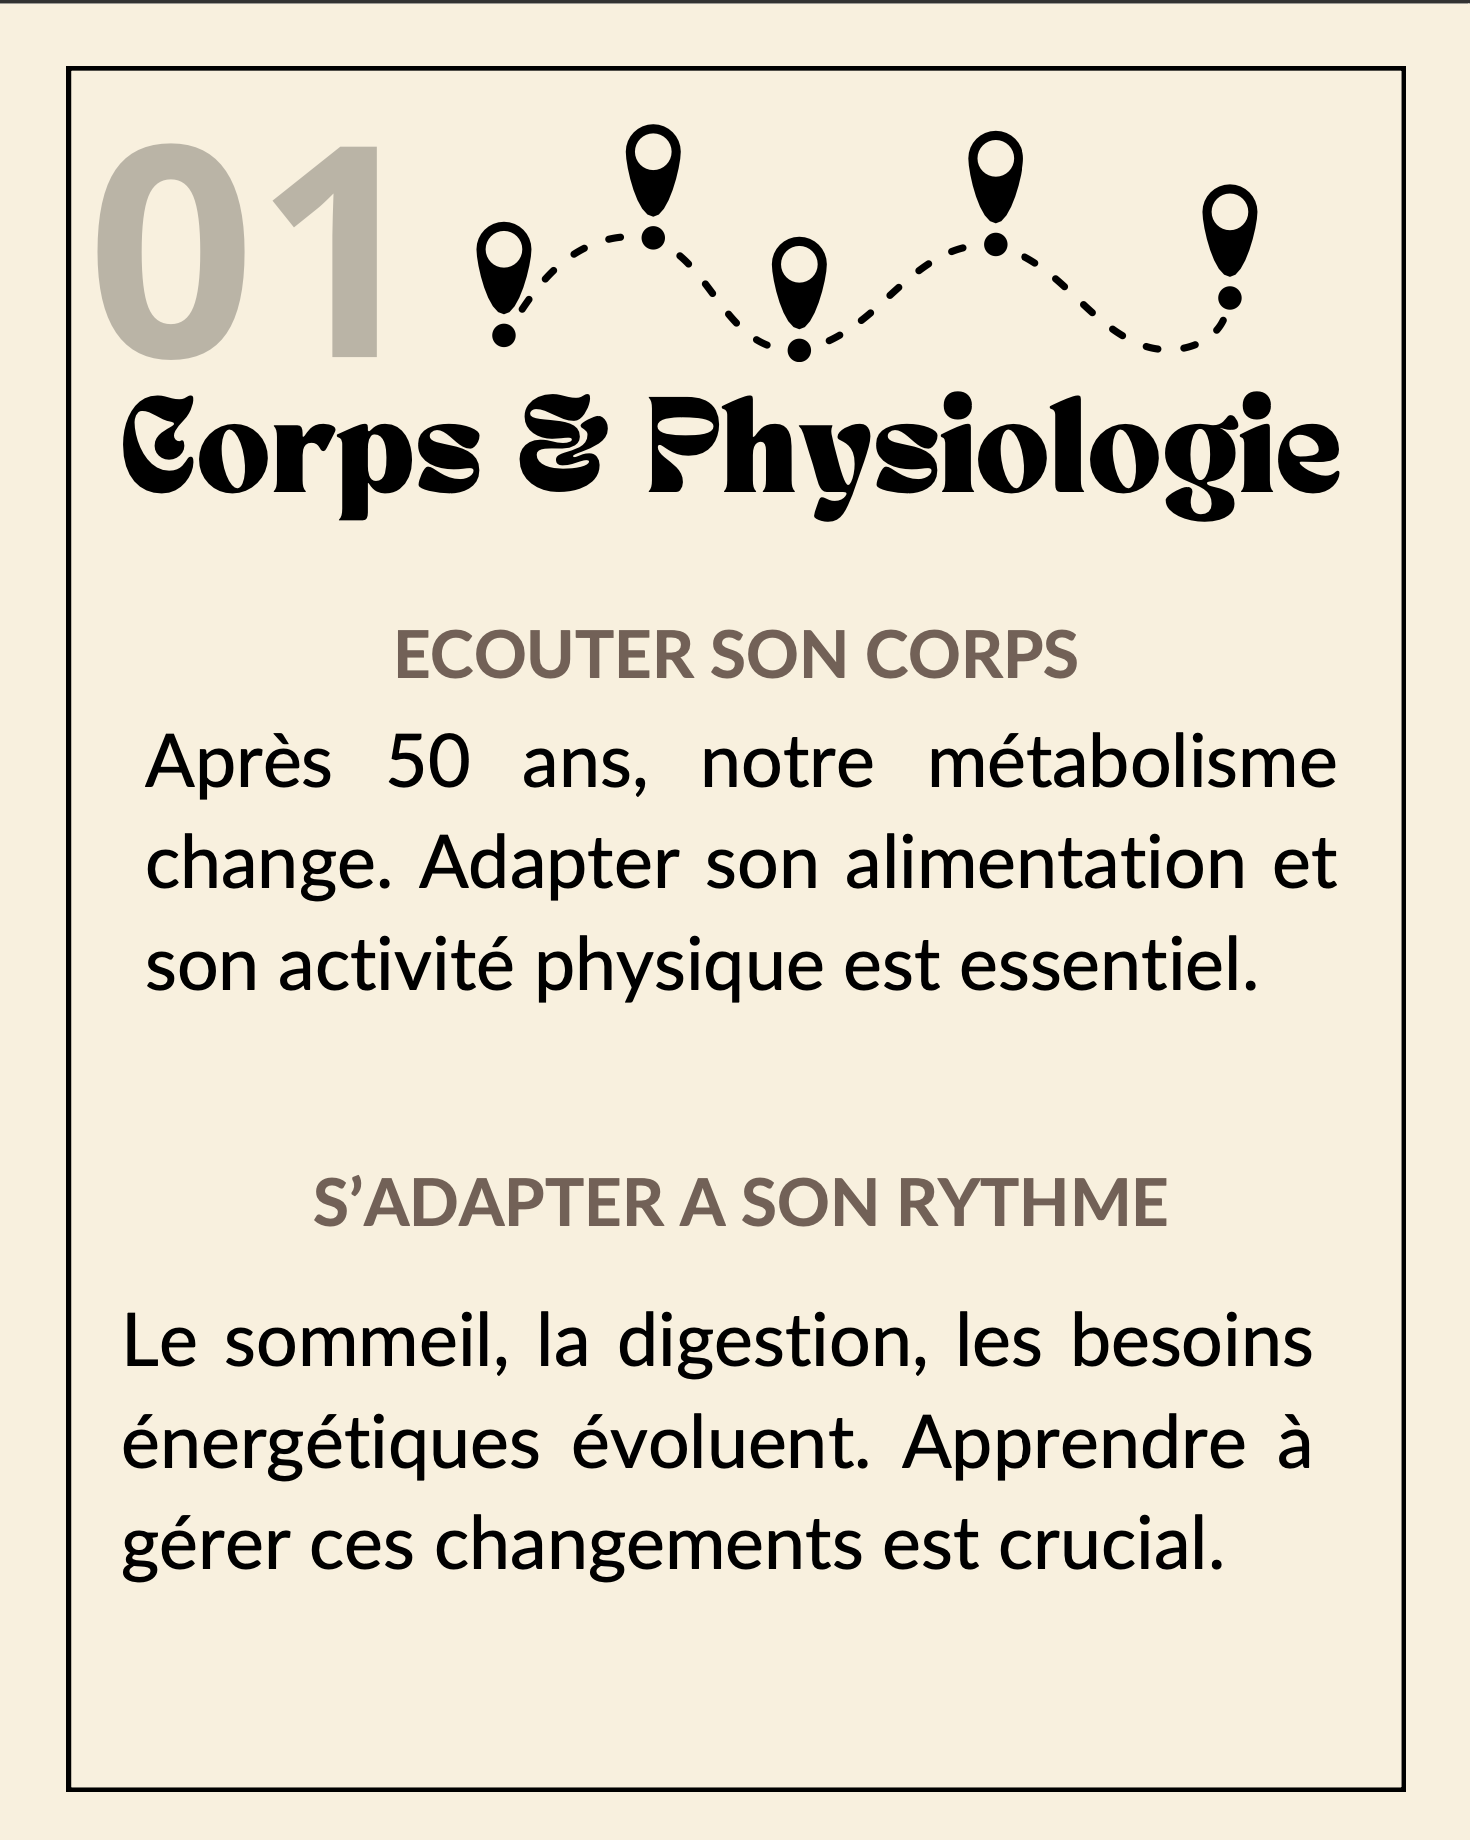 01
Corps & Physiologie
ECOUTER SON CORPS
Après 50 ans, notre métabolisme
change. Adapter son alimentation et
son activité physique est essentiel.
S’ADAPTER A SON RYTHME
Le sommeil, la digestion, les besoins
énergétiques évoluent. Apprendre à
gérer ces changements est crucial.